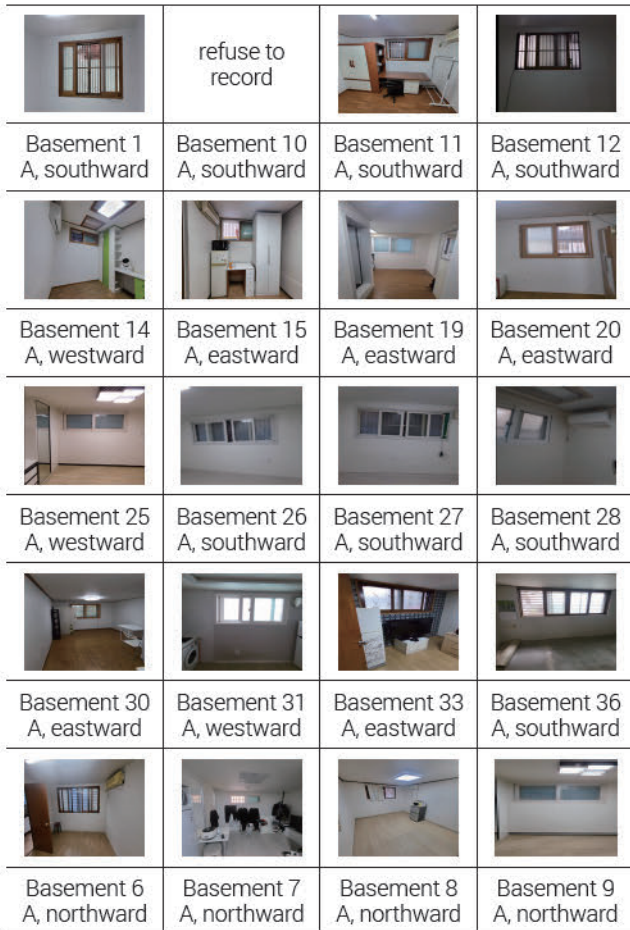 refuse to
record
Basement 1
A, southward
Basement 10
A, southward
Basement 11
A, southward
Basement 12
A, southward
Basement 14
A, westward
Basement 15
A, eastward
Basement 19
A, eastward
Basement 20
A, eastward
Basement 25
A, westward
Basement 26
A, southward
Basement 27
A, southward
Basement 28
A, southward
Basement 30
A, eastward
Basement 31
A, westward
Basement 33
A, eastward
Basement 36
A, southward
Basement 6
A, northward
Basement 7
A, northward
Basement 8
A, northward
Basement 9
A, northward